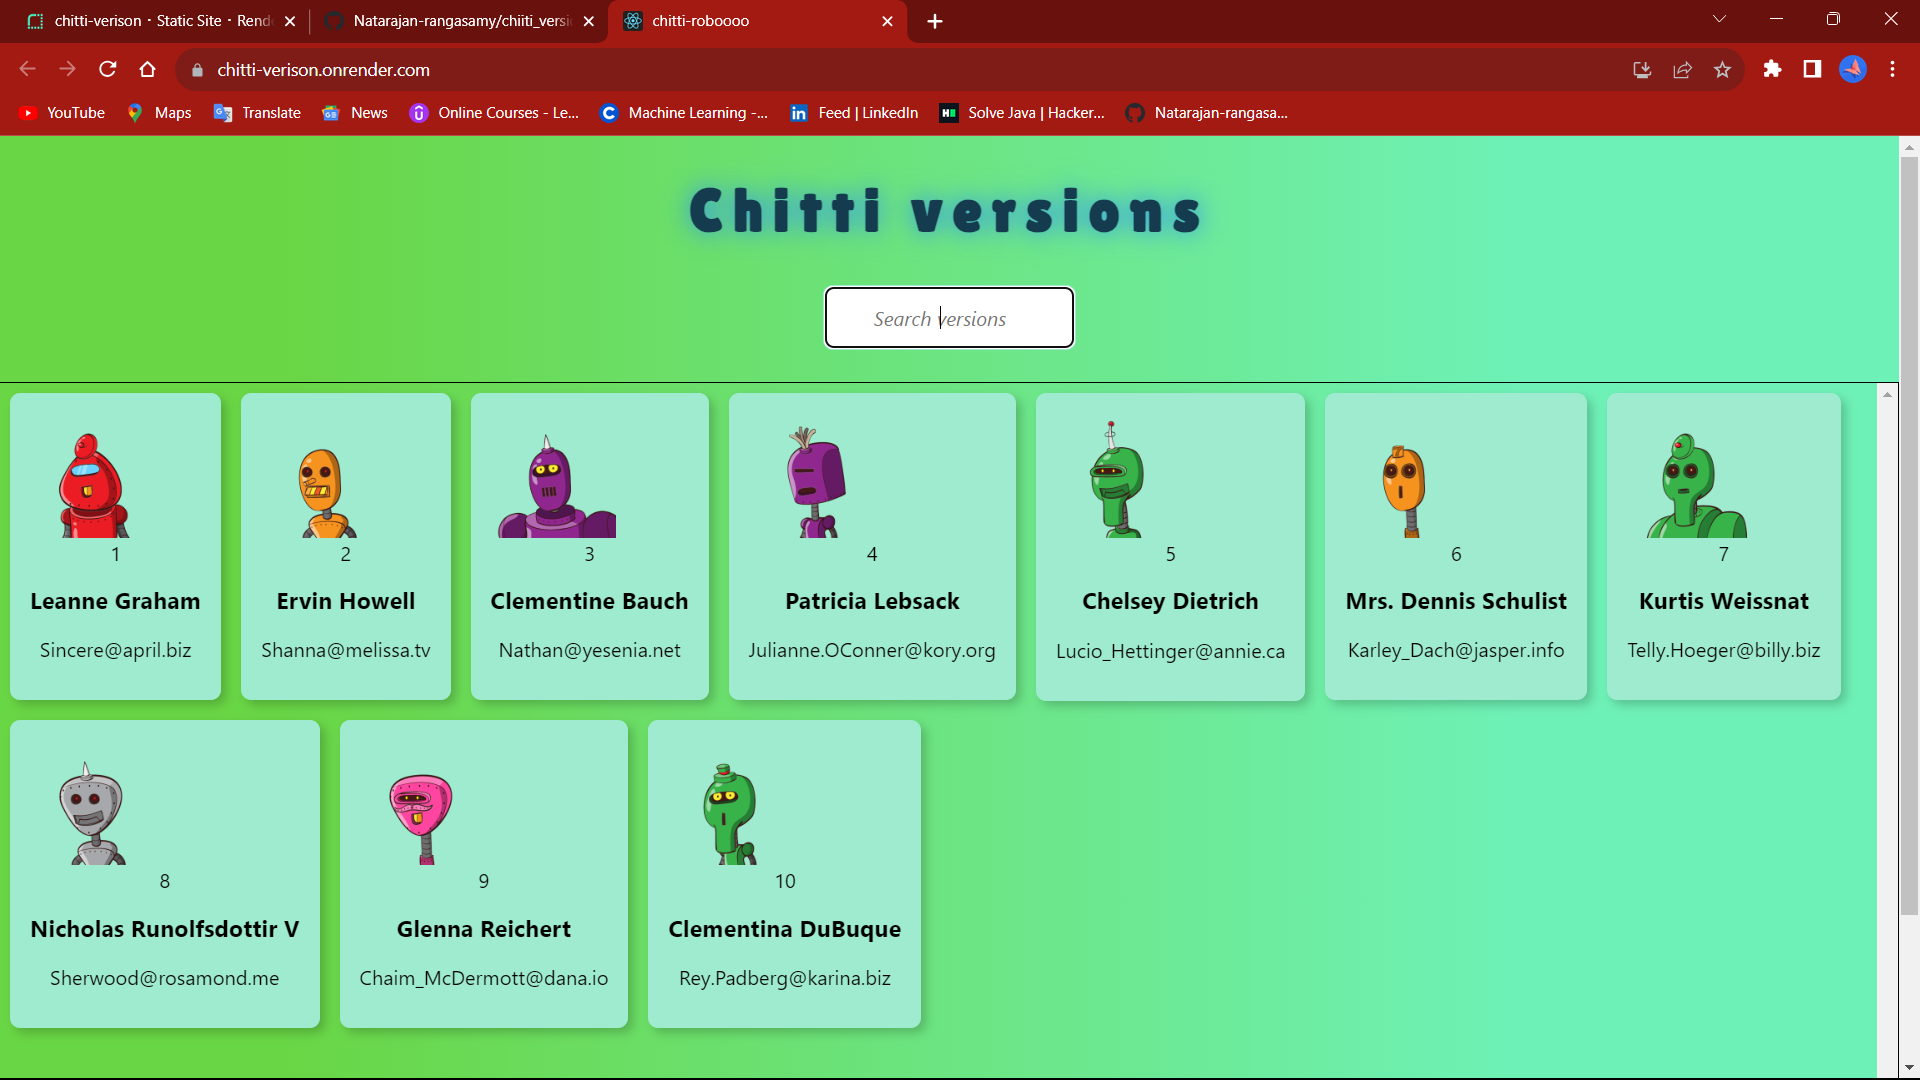 chitti-verison · Static Site · Rend
Natarajan-rangasamy/chiiti_versi
chitti-roboooo
chitti-verison.onrender.com
YouTube
Maps
Translate
News
Online Courses - Le...
Machine Learning -...
Feed | LinkedIn
Solve Java | Hacker...
Natarajan-rangasa...
Chitti versions
Search versions
1
2
3
4
5
6
7
Leanne Graham
Ervin Howell
Clementine Bauch
Patricia Lebsack
Chelsey Dietrich
Mrs. Dennis Schulist
Kurtis Weissnat
Sincere@april.biz
Shanna@melissa.tv
Nathan@yesenia.net
Julianne.OConner@kory.org
Lucio_Hettinger@annie.ca
Karley_Dach@jasper.info
Telly.Hoeger@billy.biz
8
9
10
Nicholas Runolfsdottir V
Glenna Reichert
Clementina DuBuque
Sherwood@rosamond.me
Chaim_McDermott@dana.io
Rey.Padberg@karina.biz